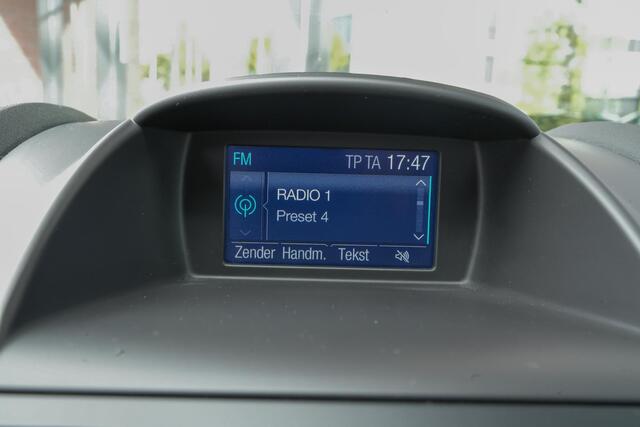 FM TP TA 17:47
RADIO 1
Preset 4
Zender Handm. Tekst